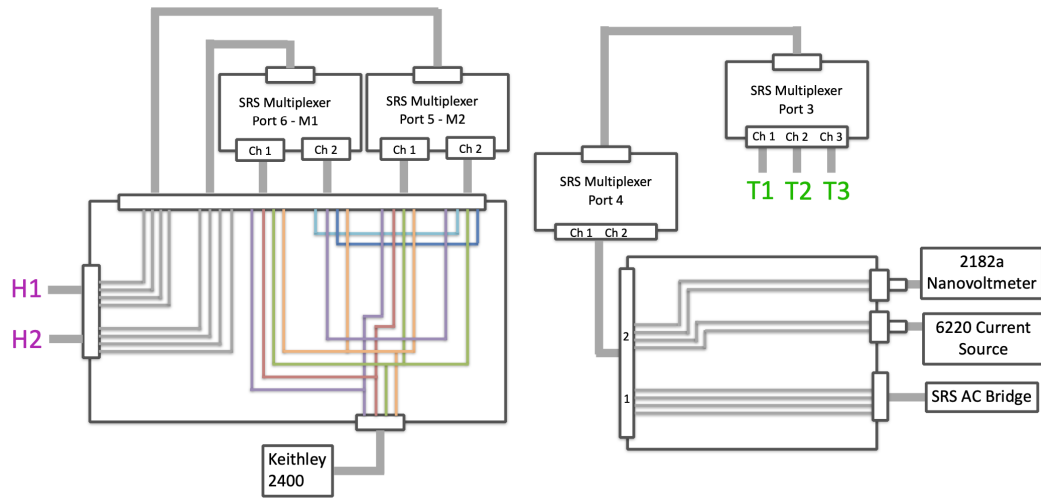 SRS Multiplexer
Port 6 - M1
Ch 1
Ch 2
SRS Multiplexer
Port 5 - M2
Ch 1
Ch 2
SRS Multiplexer
Port 3
Ch 1
Ch 2
Ch 3
T1
T2
T3
SRS Multiplexer
Port 4
Ch 1
Ch 2
H1
H2
Keithley
2400
2
1
2182a
Nanovoltmeter
6220 Current
Source
SRS AC Bridge